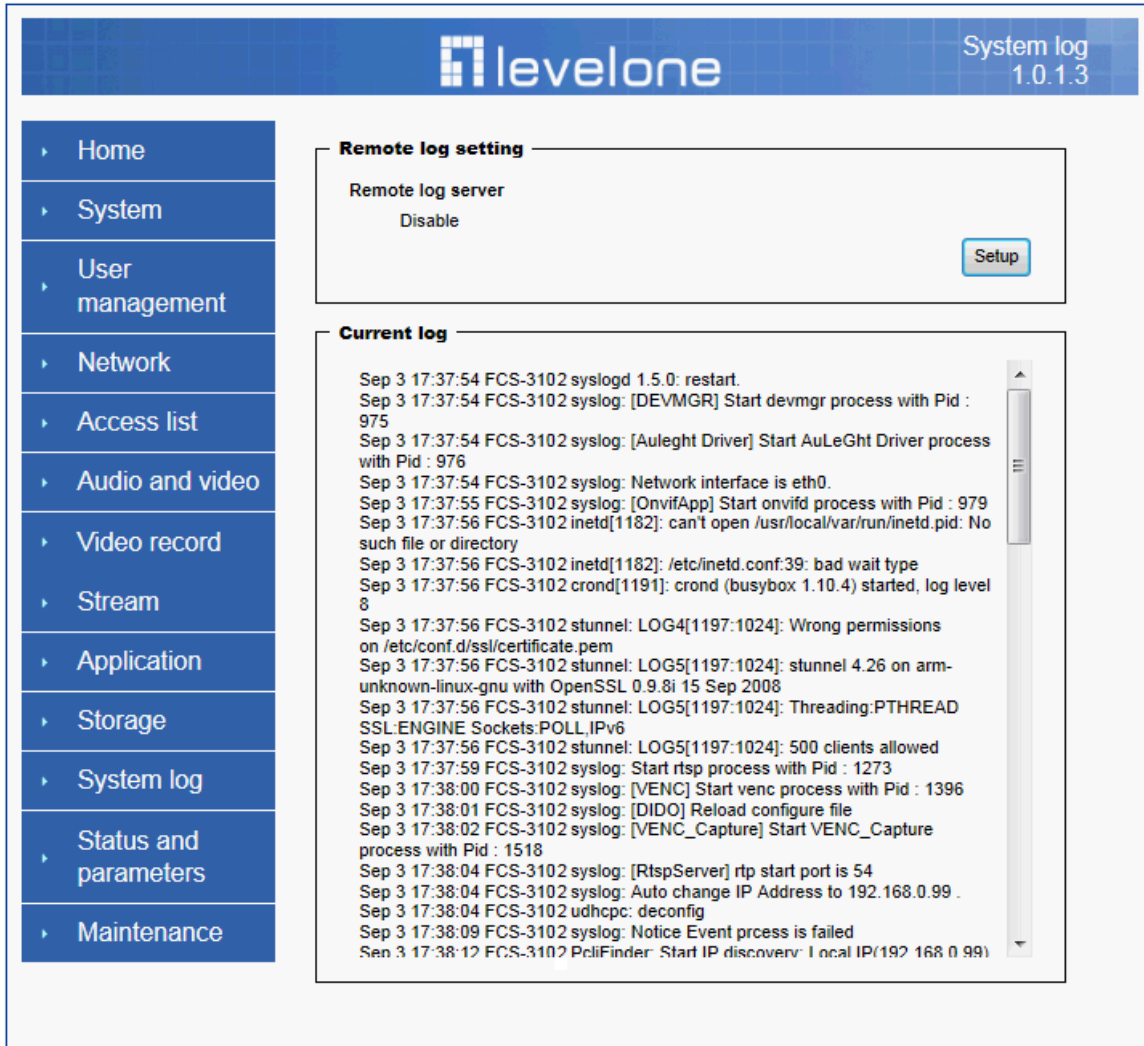 levelone
System log
1.0.1.3
Home
System
User
management
Network
Access list
Audio and video
Video record
Stream
Application
Storage
System log
Status and
parameters
Maintenance
Remote log setting
Remote log server
Disable
Setup
Current log
Sep 3 17:37:54 FCS-3102 syslogd 1.5.0: restart.
Sep 3 17:37:54 FCS-3102 syslog: [DEVMGR] Start devmgr process with Pid :
975
Sep 3 17:37:54 FCS-3102 syslog: [Auleght Driver] Start AuLeGht Driver process
with Pid : 976
Sep 3 17:37:54 FCS-3102 syslog: Network interface is eth0.
Sep 3 17:37:55 FCS-3102 syslog: [OnvifApp] Start onvifd process with Pid : 979
Sep 3 17:37:56 FCS-3102 inetd[1182]: can't open /usr/local/var/run/inetd.pid: No
such file or directory
Sep 3 17:37:56 FCS-3102 inetd[1182]: /etc/inetd.conf:39: bad wait type
Sep 3 17:37:56 FCS-3102 crond[1191]: crond (busybox 1.10.4) started, log level
8
Sep 3 17:37:56 FCS-3102 stunnel: LOG4[1197:1024]: Wrong permissions
on /etc/conf.d/ssl/certificate.pem
Sep 3 17:37:56 FCS-3102 stunnel: LOG5[1197:1024]: stunnel 4.26 on arm-
unknown-linux-gnu with OpenSSL 0.9.8i 15 Sep 2008
Sep 3 17:37:56 FCS-3102 stunnel: LOG5[1197:1024]: Threading:PTHREAD
SSL:ENGINE Sockets:POLL,IPv6
Sep 3 17:37:56 FCS-3102 stunnel: LOG5[1197:1024]: 500 clients allowed
Sep 3 17:37:59 FCS-3102 syslog: Start rtsp process with Pid : 1273
Sep 3 17:38:00 FCS-3102 syslog: [VENC] Start venc process with Pid : 1396
Sep 3 17:38:01 FCS-3102 syslog: [DIDO] Reload configure file
Sep 3 17:38:02 FCS-3102 syslog: [VENC_Capture] Start VENC_Capture
process with Pid : 1518
Sep 3 17:38:04 FCS-3102 syslog: [RtspServer] rtp start port is 54
Sep 3 17:38:04 FCS-3102 syslog: Auto change IP Address to 192.168.0.99 .
Sep 3 17:38:04 FCS-3102 udhcpc: deconfig
Sep 3 17:38:09 FCS-3102 syslog: Notice Event prcess is failed
Sep 3 17:38:12 FCS-3102 PcliFinder: Start IP discovery: Local IP(192.168.0.99)